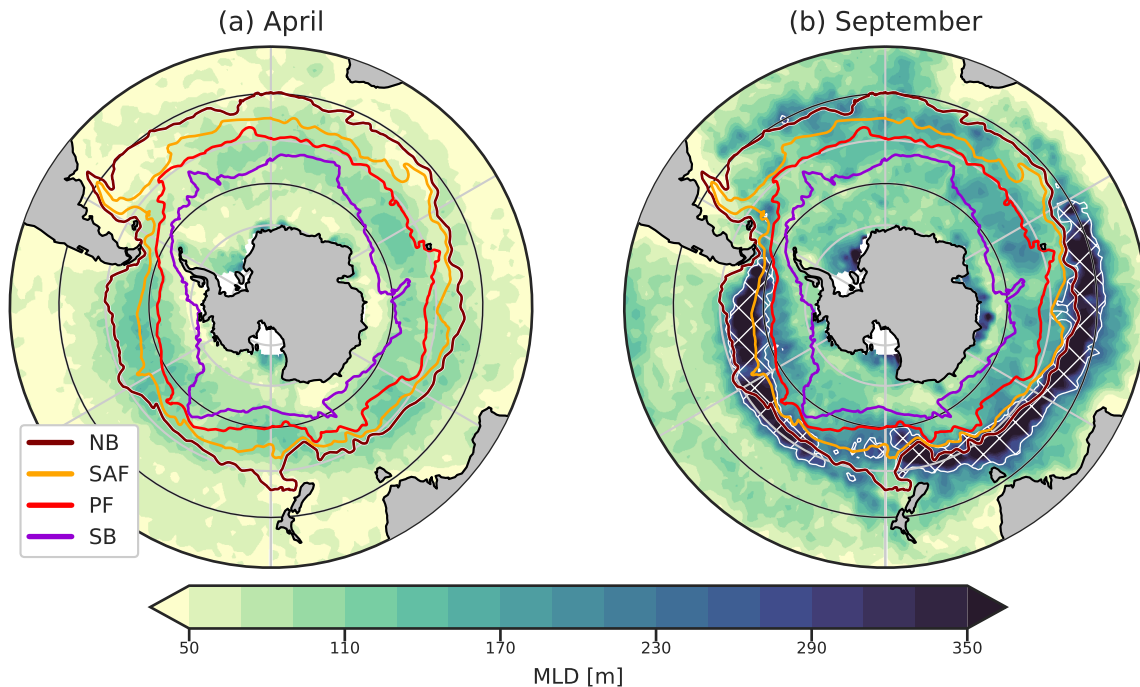 (a) April
(b) September
NB
SAF
PF
SB
50 110 170 230 290 350
MLD [m]